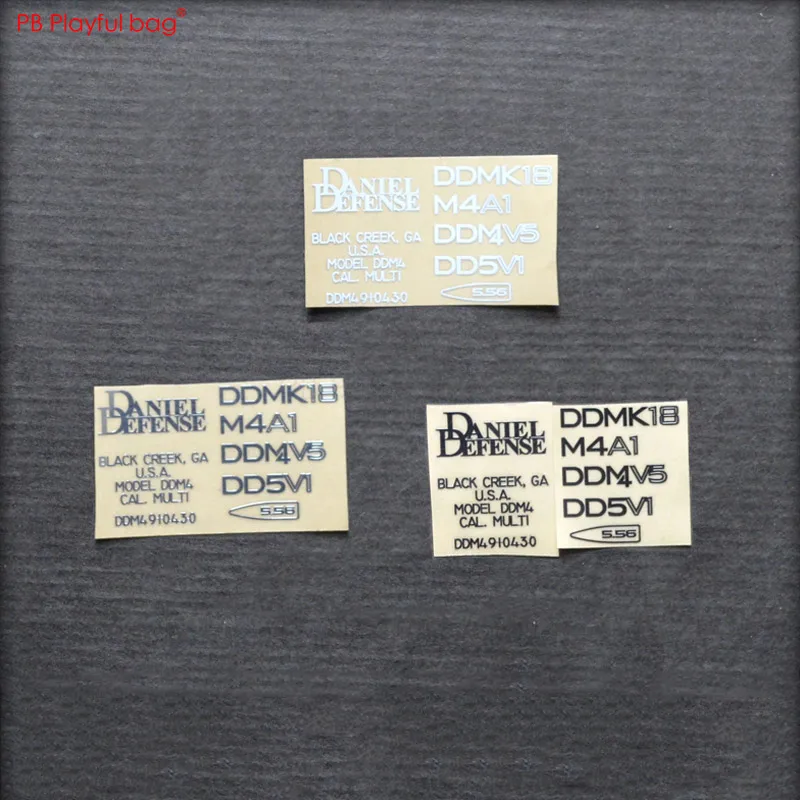 PB Playful bag®
DANIEL
DEFENSE
BLACK CREEK, GA
U.S.A.
MODEL DDM4
CAL. MULTI
DDM4910430
DDMK18
M4A1
DDM4V5
DD5V1
5.56
DANIEL
DEFENSE
BLACK CREEK, GA
U.S.A.
MODEL DDM4
CAL. MULTI
DDM4910430
DDMK18
M4A1
DDM4V5
DD5V1
5.56
DANIEL
DEFENSE
BLACK CREEK, GA
U.S.A.
MODEL DDM4
CAL. MULTI
DDM4910430
DDMK18
M4A1
DDM4V5
DD5V1
5.56